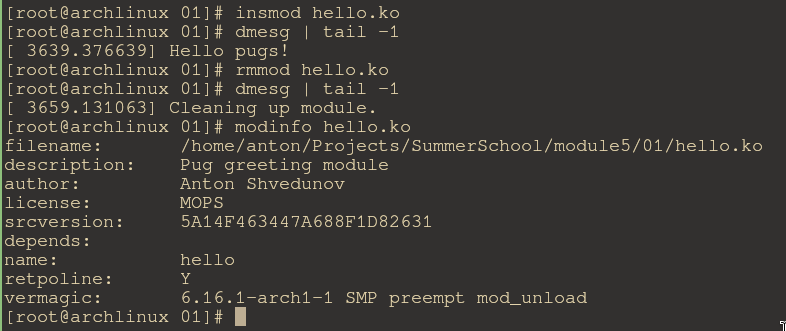 [root@archlinux 01]# insmod hello.ko
[root@archlinux 01]# dmesg | tail -1
[ 3639.376639] Hello pugs!
[root@archlinux 01]# rmmod hello.ko
[root@archlinux 01]# dmesg | tail -1
[ 3659.131063] Cleaning up module.
[root@archlinux 01]# modinfo hello.ko
filename:       /home/anton/Projects/SummerSchool/module5/01/hello.ko
description:    Pug greeting module
author:         Anton Shvedunov
license:        MOPS
srcversion:     5A14F463447A688F1D82631
depends:
name:           hello
retpoline:      Y
vermagic:       6.16.1-arch1-1 SMP preempt mod_unload
[root@archlinux 01]#